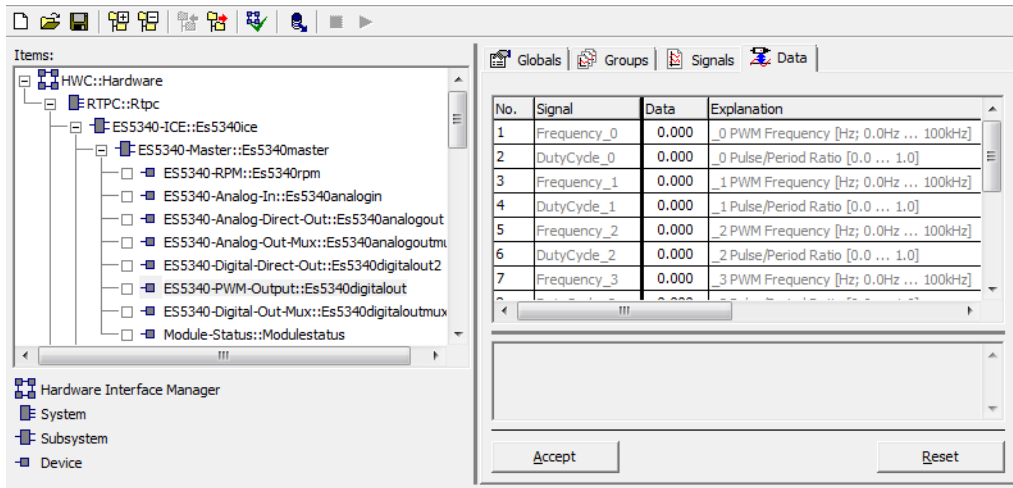 Items:
HWC::Hardware
RTPC::Rtpc
ES5340-ICE::Es5340ice
ES5340-Master::Es5340master
ES5340-RPM::Es5340rpm
ES5340-Analog-In::Es5340analogin
ES5340-Analog-Direct-Out::Es5340analogout
ES5340-Analog-Out-Mux::Es5340analogoutmu
ES5340-Digital-Direct-Out::Es5340digitalout2
ES5340-PWM-Output::Es5340digitalout
ES5340-Digital-Out-Mux::Es5340digitaloutmux
Module-Status::Modulestatus
Hardware Interface Manager
System
Subsystem
Device
Globals Groups Signals Data
No. Signal Data Explanation
1 Frequency_0 0.000 _0 PWM Frequency [Hz; 0.0Hz ... 100kHz]
2 DutyCycle_0 0.000 _0 Pulse/Period Ratio [0.0 ... 1.0]
3 Frequency_1 0.000 _1 PWM Frequency [Hz; 0.0Hz ... 100kHz]
4 DutyCycle_1 0.000 _1 Pulse/Period Ratio [0.0 ... 1.0]
5 Frequency_2 0.000 _2 PWM Frequency [Hz; 0.0Hz ... 100kHz]
6 DutyCycle_2 0.000 _2 Pulse/Period Ratio [0.0 ... 1.0]
7 Frequency_3 0.000 _3 PWM Frequency [Hz; 0.0Hz ... 100kHz]
Accept Reset